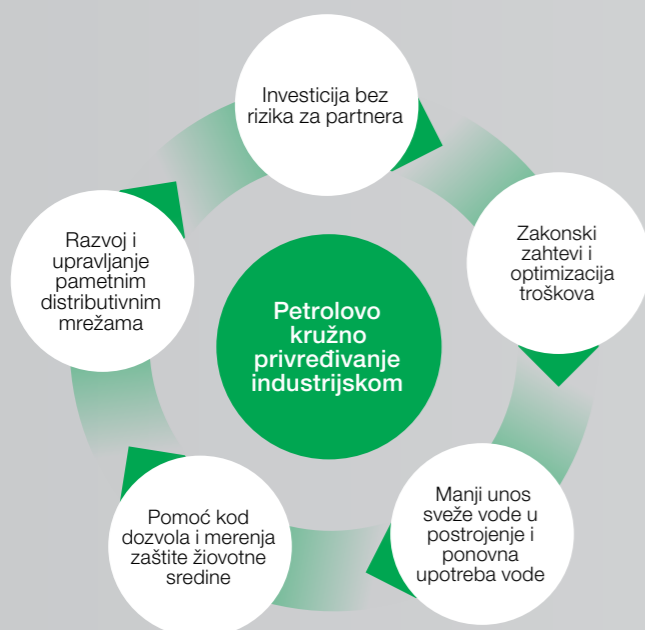 Investicija bez
rizika za partnera
Zakonski
zahtevi i
optimizacija
troškova
Manji unos
sveže vode u
postrojenje i
ponovna
upotreba vode
Pomoć kod
dozvola i merenja
zaštite žiovotne
sredine
Razvoj i
upravljanje
pametnim
distributivnim
mrežama
Petrolovo
kružno
privređivanje
industrijskom